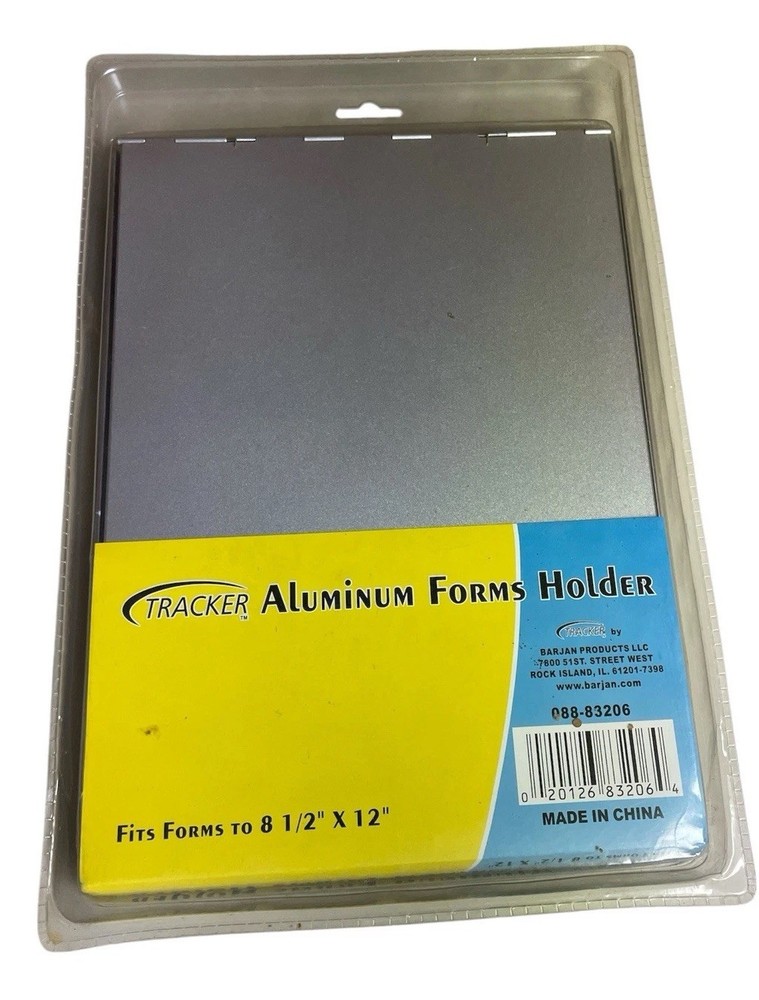 TRACKER™ Aluminum Forms Holder
TRACKER by
BARJAN PRODUCTS LLC
7800 51ST. STREET WEST
ROCK ISLAND, IL. 61201-7398
www.barjan.com
088-83206
0 20126 83206 4
MADE IN CHINA
Fits Forms to 8 1/2" X 12"